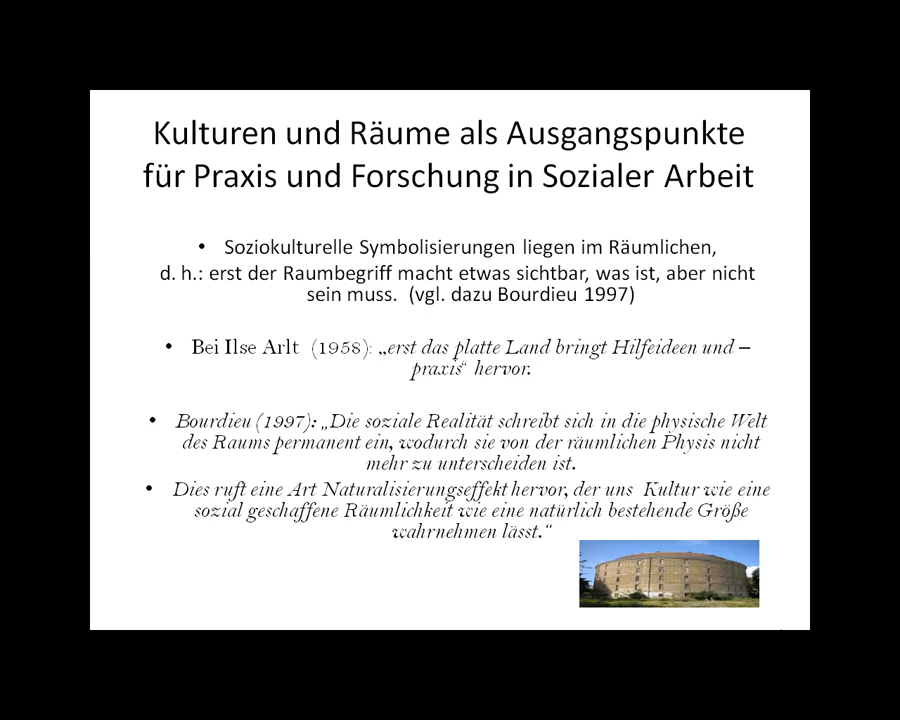 Kulturen und Räume als Ausgangspunkte
für Praxis und Forschung in Sozialer Arbeit
• Soziokulturelle Symbolisierungen liegen im Räumlichen,
d. h.: erst der Raumbegriff macht etwas sichtbar, was ist, aber nicht
sein muss. (vgl. dazu Bourdieu 1997)
• Bei Ilse Arlt (1958): „erst das platte Land bringt Hilfeideen und –
praxis“ hervor.
• Bourdieu (1997): „Die soziale Realität schreibt sich in die physische Welt
des Raums permanent ein, wodurch sie von der räumlichen Physis nicht
mehr zu unterscheiden ist.
• Dies ruft eine Art Naturalisierungseffekt hervor, der uns Kultur wie eine
sozial geschaffene Räumlichkeit wie eine natürlich bestehende Größe
wahrnehmen lässt.“